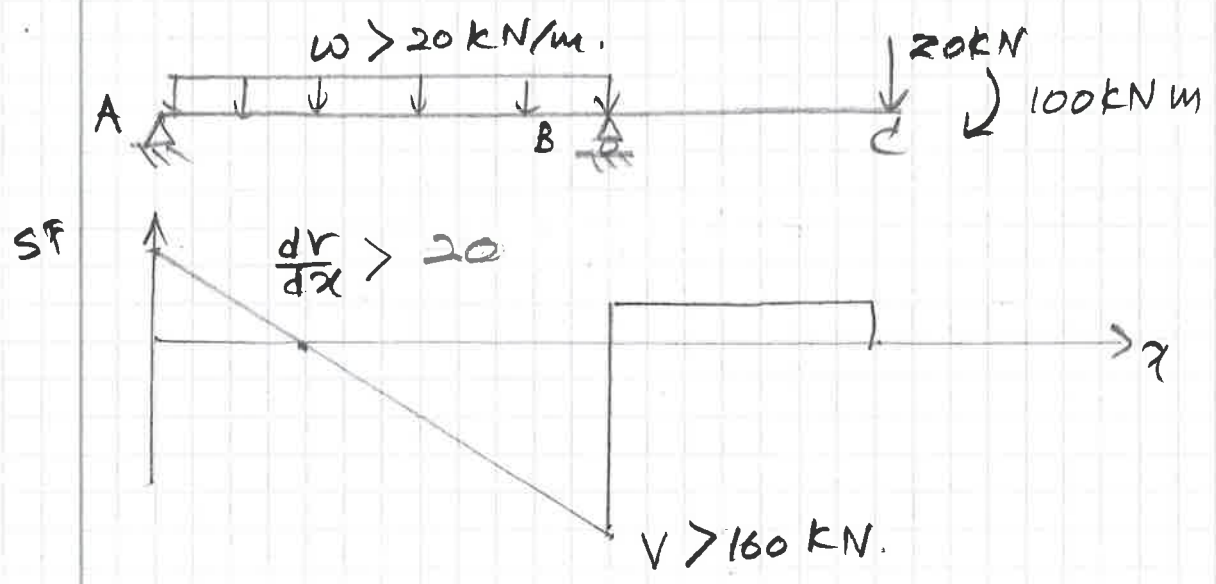 w > 20 kN/m.
20kN
100kN m
A
B
C
SF
dv/dx > 20
x
V > 160 KN.